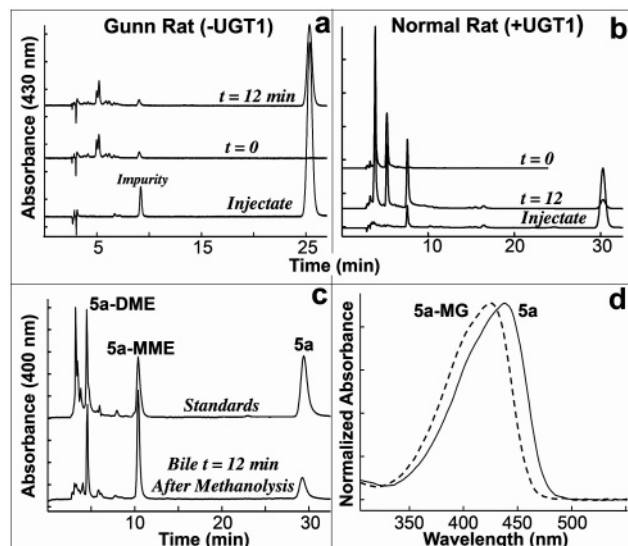 Gunn Rat (-UGT1) a
Normal Rat (+UGT1) b
Absorbance (430 nm)
t = 12 min
t = 0
Impurity
Injectate
5 15 25
t = 0
t = 12
Injectate
0 10 20 30
Time (min)
c
5a-DME
5a-MME
5a
Absorbance (400 nm)
Standards
Bile t = 12 min
After Methanolysis
0 10 20 30
Time (min)
d
5a-MG
5a
Normalized Absorbance
350 400 450 500
Wavelength (nm)